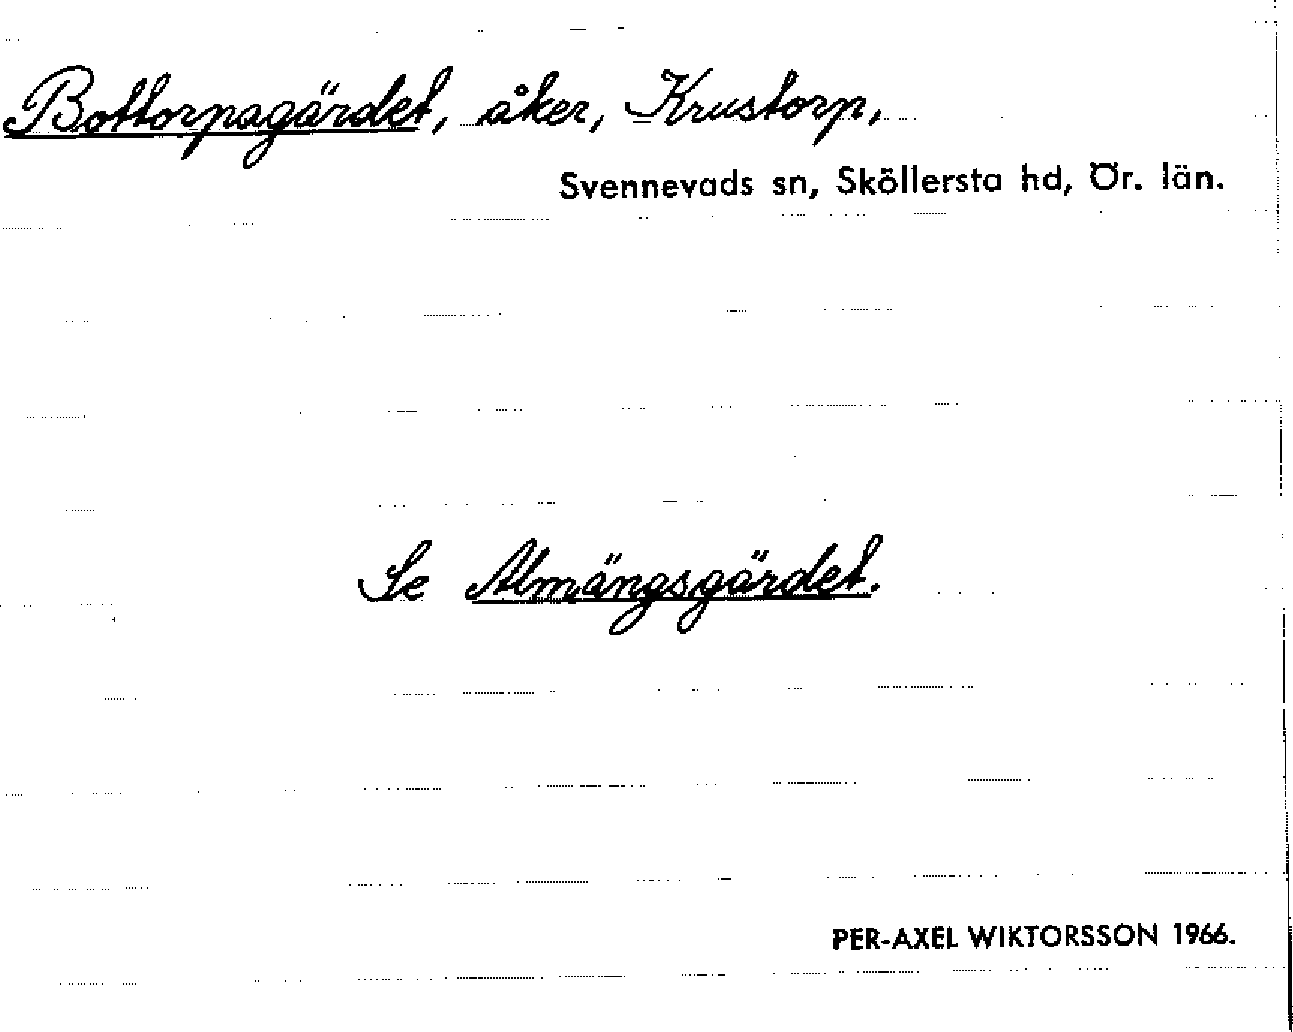 Bottorpagärdet, åker, Krustorp,
Svennevads sn, Sköllersta hd, Ör. län.
Se Almängsgärdet.
PER-AXEL WIKTORSSON 1966.